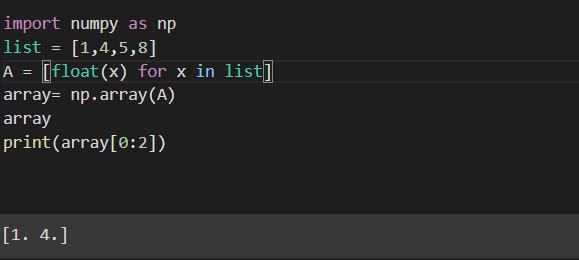 import numpy as np
list = [1,4,5,8]
A = [float(x) for x in list]
array= np.array(A)
array
print(array[0:2])
[1. 4.]